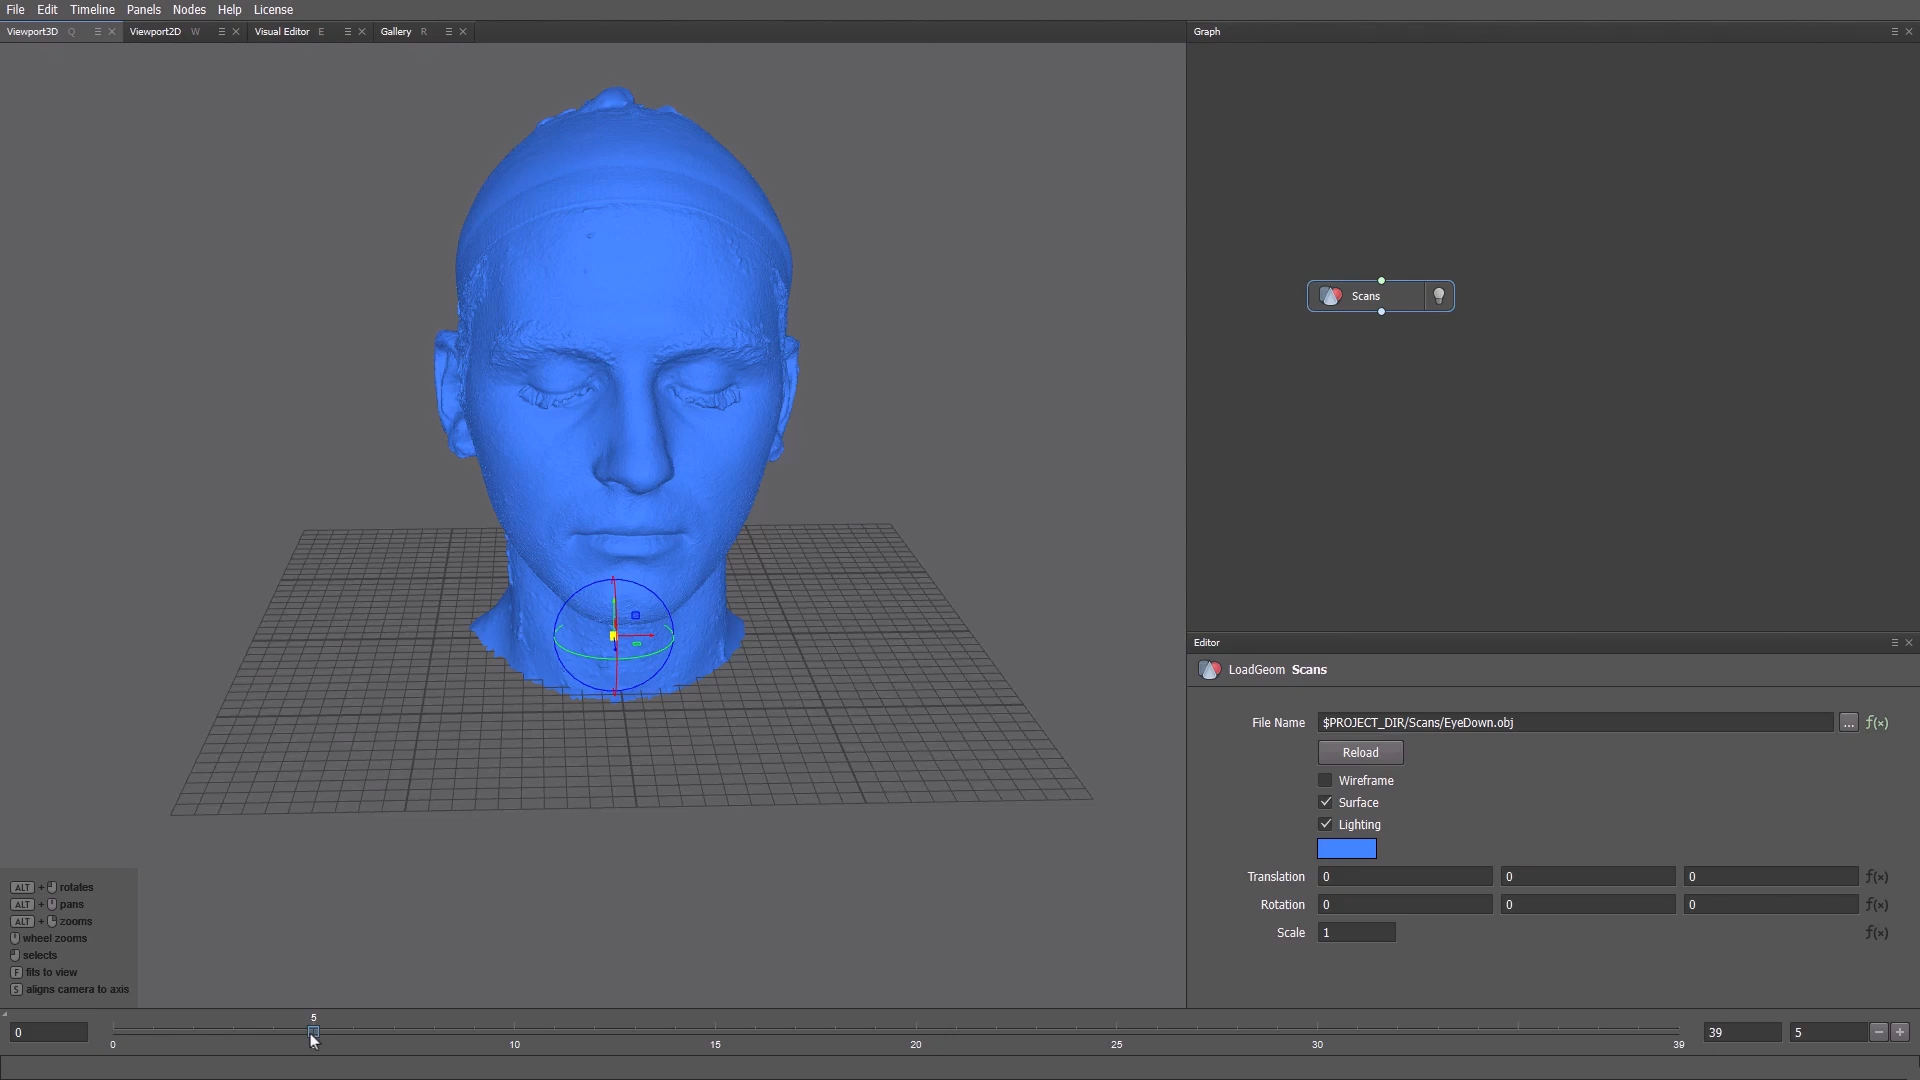 File Edit Timeline Panels Nodes Help License
Viewport3D Q Viewport2D W Visual Editor E Gallery R
Graph
Scans
Editor
LoadGeom Scans
File Name $PROJECT_DIR/Scans/EyeDown.obj ... f(x)
Reload
Wireframe
Surface
Lighting
Translation 0 0 0 f(x)
Rotation 0 0 0 f(x)
Scale 1 f(x)
ALT + rotates
ALT + pans
ALT + zooms
wheel zooms
selects
F fits to view
S aligns camera to axis
5
0 39 5
0 10 15 20 25 30 39